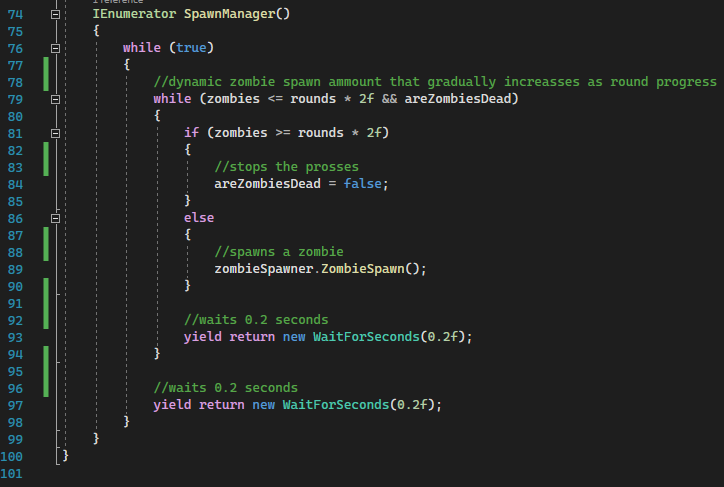 1 reference
74 IEnumerator SpawnManager()
75 {
76 while (true)
77 {
78 //dynamic zombie spawn ammount that gradually increasses as round progress
79 while (zombies <= rounds * 2f && areZombiesDead)
80 {
81 if (zombies >= rounds * 2f)
82 {
83 //stops the prosses
84 areZombiesDead = false;
85 }
86 else
87 {
88 //spawns a zombie
89 zombieSpawner.ZombieSpawn();
90 }
91
92 //waits 0.2 seconds
93 yield return new WaitForSeconds(0.2f);
94 }
95
96 //waits 0.2 seconds
97 yield return new WaitForSeconds(0.2f);
98 }
99 }
100 }
101